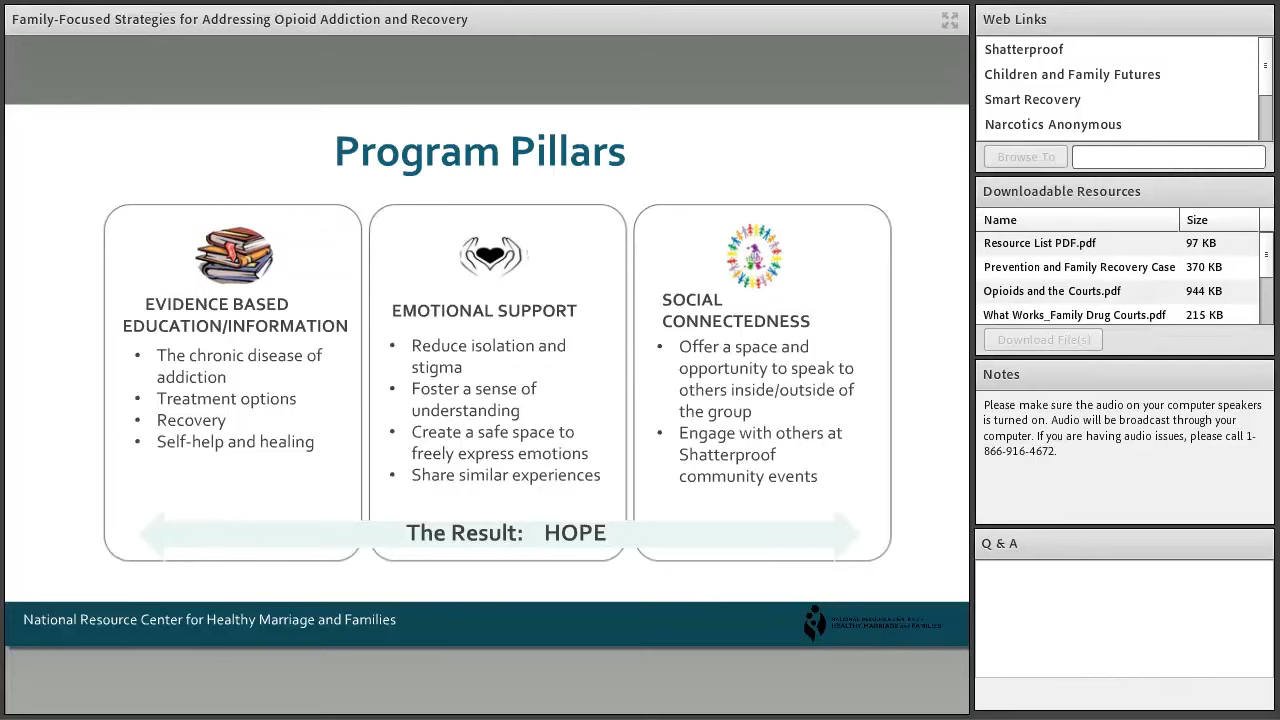 Family-Focused Strategies for Addressing Opioid Addiction and Recovery
Program Pillars
EVIDENCE BASED
EDUCATION/INFORMATION
• The chronic disease of
addiction
• Treatment options
• Recovery
• Self-help and healing
EMOTIONAL SUPPORT
• Reduce isolation and
stigma
• Foster a sense of
understanding
• Create a safe space to
freely express emotions
• Share similar experiences
SOCIAL
CONNECTEDNESS
• Offer a space and
opportunity to speak to
others inside/outside of
the group
• Engage with others at
Shatterproof
community events
The Result: HOPE
National Resource Center for Healthy Marriage and Families
NATIONAL RESOURCE CENTER for
HEALTHY MARRIAGE and FAMILIES
Web Links
Shatterproof
Children and Family Futures
Smart Recovery
Narcotics Anonymous
Browse To
Downloadable Resources
Name Size
Resource List PDF.pdf 97 KB
Prevention and Family Recovery Case 370 KB
Opioids and the Courts.pdf 944 KB
What Works_Family Drug Courts.pdf 215 KB
Download File(s)
Notes
Please make sure the audio on your computer speakers
is turned on. Audio will be broadcast through your
computer. If you are having audio issues, please call 1-
866-916-4672.
Q & A